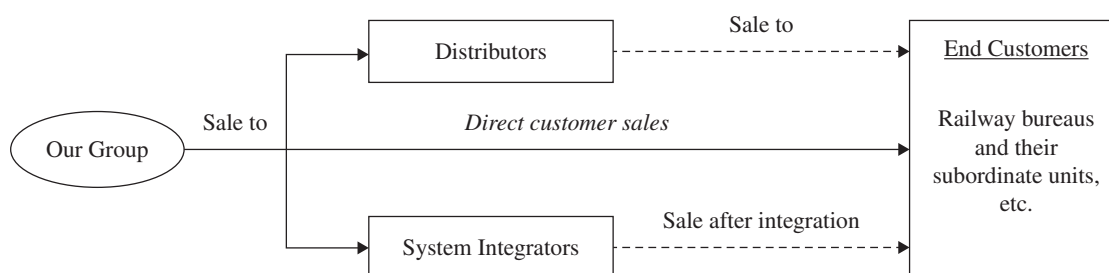 Sale to
Distributors
End Customers
Sale to
Direct customer sales
Our Group
Railway bureaus
and their
subordinate units,
etc.
Sale after integration
System Integrators